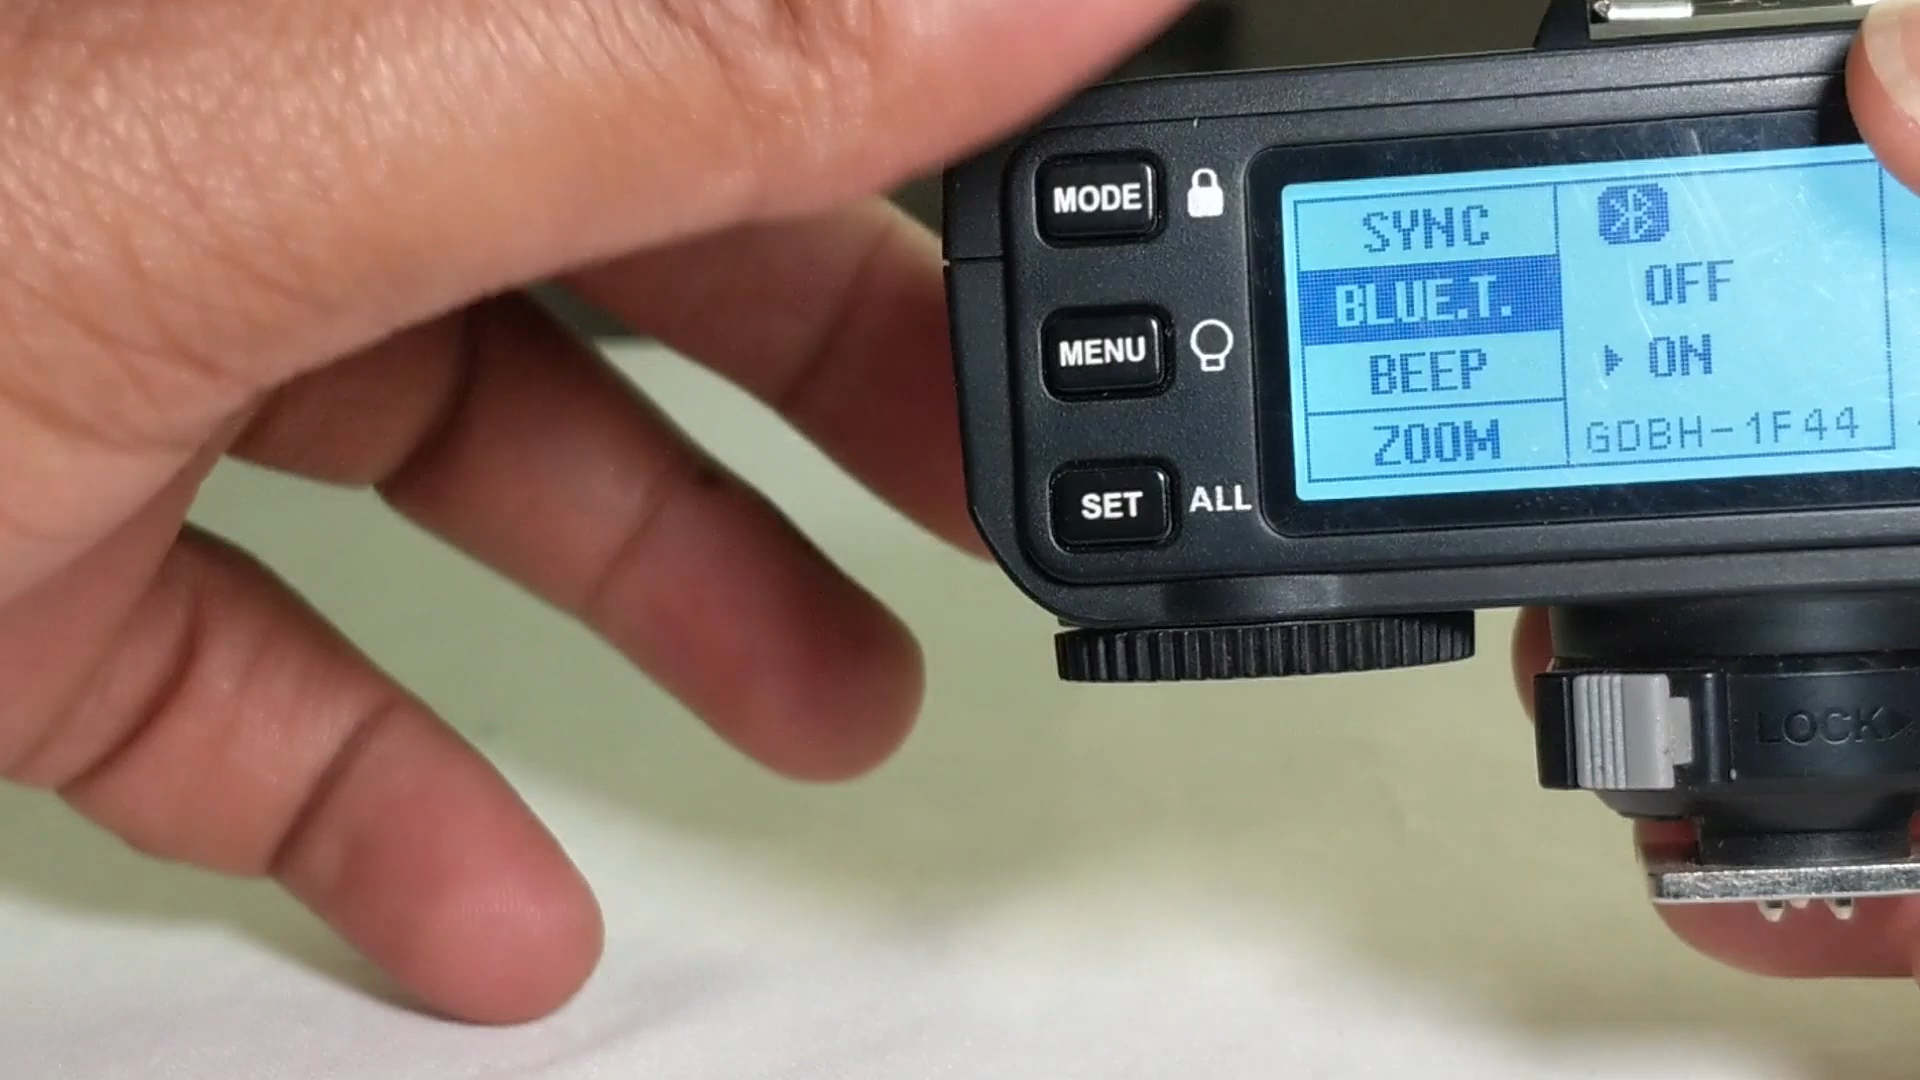 MODE
MENU
SET ALL
SYNC
BLUE.T.
BEEP
ZOOM
OFF
ON
GDBH-1F44
LOCK